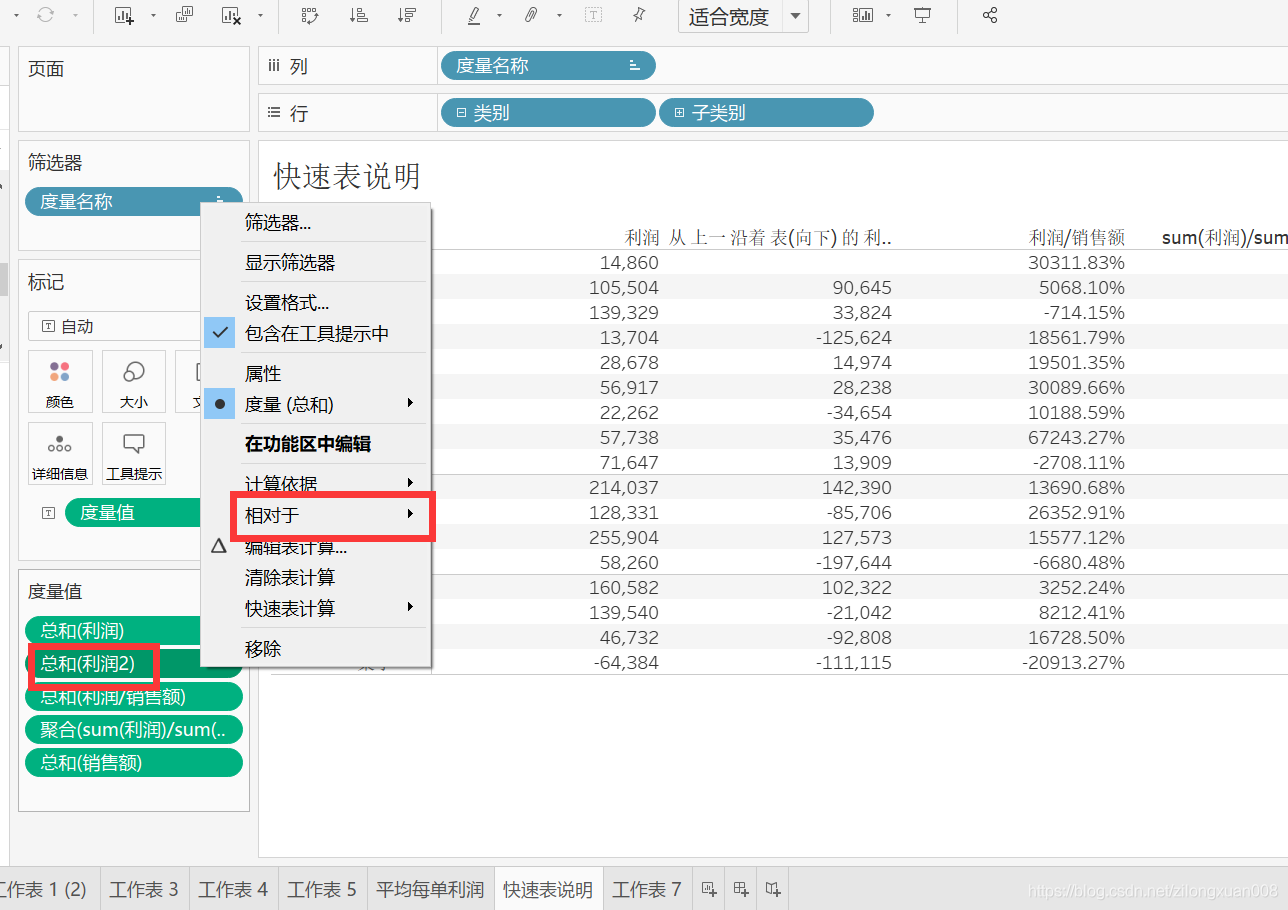 适合宽度
页面
iii 列
度量名称
行
类别
子类别
筛选器
度量名称
快速表说明
标记
自动
颜色
大小
详细信息
工具提示
度量值
度量值
总和(利润)
总和(利润2)
总和(利润/销售额)
聚合(sum(利润)/sum(..
总和(销售额)
筛选器...
显示筛选器
设置格式...
包含在工具提示中
属性
度量 (总和)
在功能区中编辑
计算依据
相对于
编辑表计算...
清除表计算
快速表计算
移除
利润 从 上一 沿着 表(向下) 的 利.. 利润/销售额 sum(利润)/sum
14,860 30311.83%
105,504 90,645 5068.10%
139,329 33,824 -714.15%
13,704 -125,624 18561.79%
28,678 14,974 19501.35%
56,917 28,238 30089.66%
22,262 -34,654 10188.59%
57,738 35,476 67243.27%
71,647 13,909 -2708.11%
214,037 142,390 13690.68%
128,331 -85,706 26352.91%
255,904 127,573 15577.12%
58,260 -197,644 -6680.48%
160,582 102,322 3252.24%
139,540 -21,042 8212.41%
46,732 -92,808 16728.50%
-64,384 -111,115 -20913.27%
工作表 1 (2) 工作表 3 工作表 4 工作表 5 平均每单利润 快速表说明 工作表 7
https://blog.csdn.net/zilongxuan008